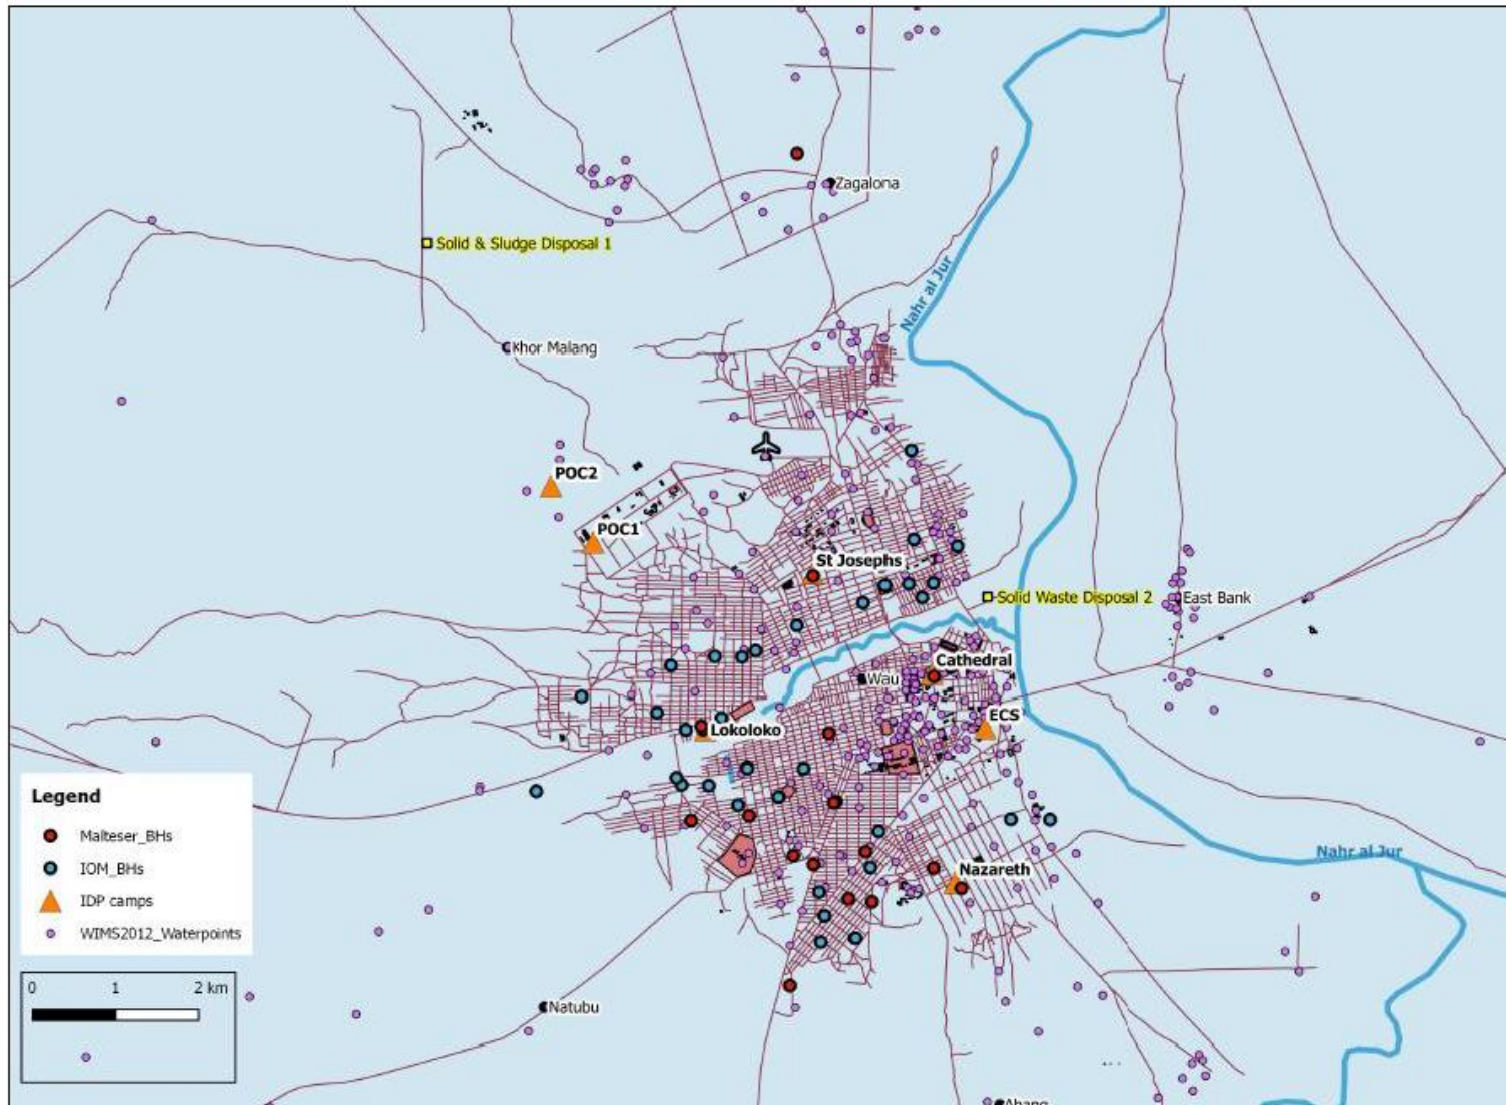 Zagalona
Solid & Sludge Disposal 1
Nahr al Jur
Khor Malang
POC2
POC1
St Josephs
Solid Waste Disposal 2
East Bank
Cathedral
Wau
ECS
Lokoloko
Legend
Malteser_BHs
IOM_BHs
IDP camps
WIMS2012_Waterpoints
Nahr al Jur
Nazareth
0 1 2 km
Natubu